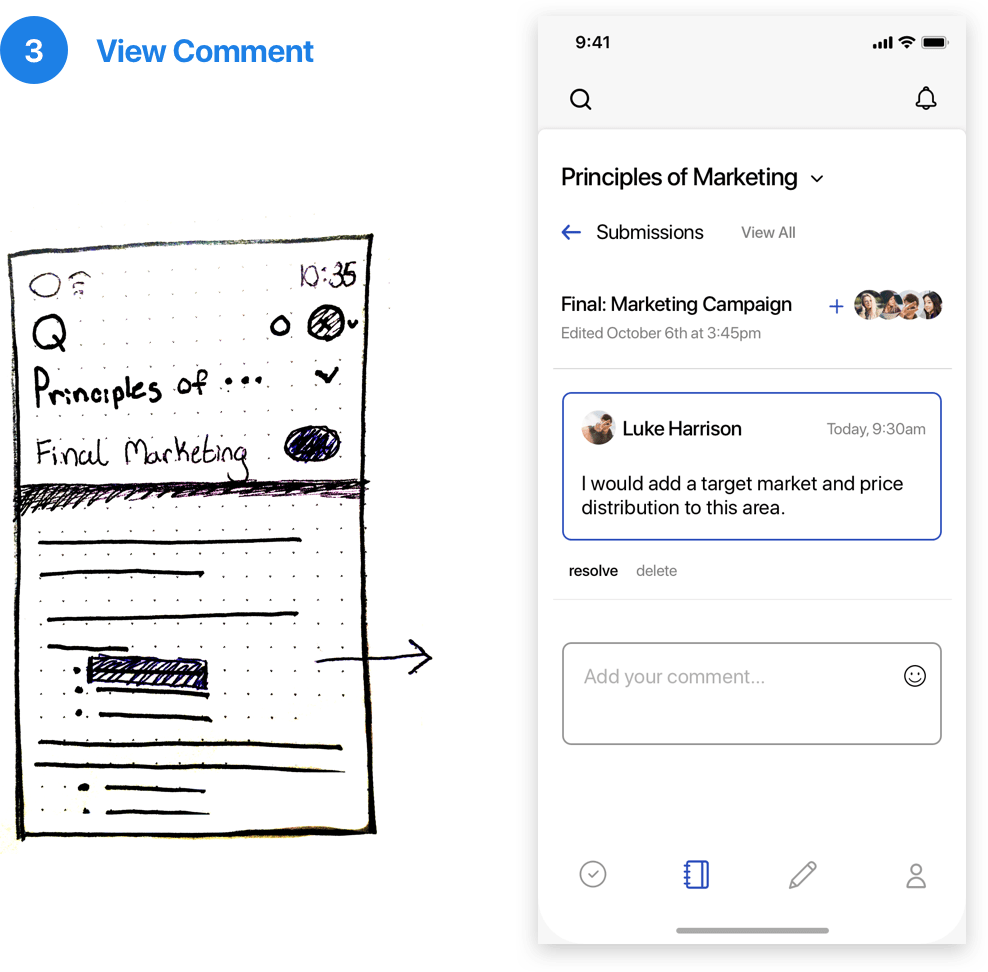 3 View Comment
10:35
Principles of ...
Final Marketing
9:41
Principles of Marketing
Submissions View All
Final: Marketing Campaign
Edited October 6th at 3:45pm
Luke Harrison Today, 9:30am
I would add a target market and price
distribution to this area.
resolve delete
Add your comment...